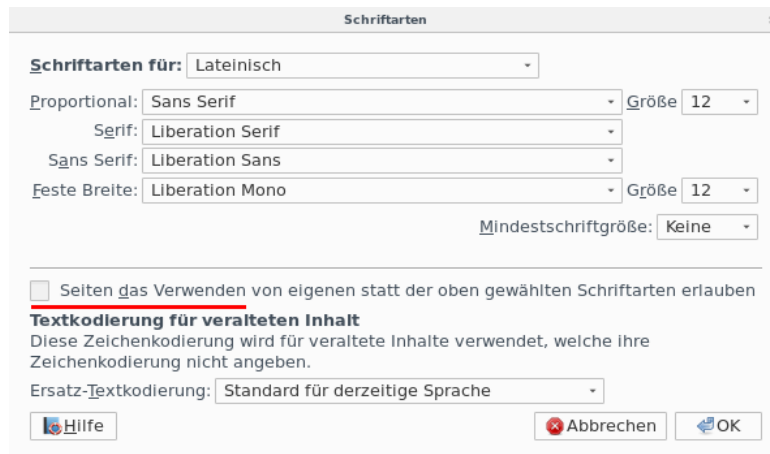 Schriftarten
Schriftarten für: Lateinisch
Proportional: Sans Serif Größe 12
Serif: Liberation Serif
Sans Serif: Liberation Sans
Feste Breite: Liberation Mono Größe 12
Mindestschriftgröße: Keine
Seiten das Verwenden von eigenen statt der oben gewählten Schriftarten erlauben
Textkodierung für veralteten Inhalt
Diese Zeichenkodierung wird für veraltete Inhalte verwendet, welche ihre
Zeichenkodierung nicht angeben.
Ersatz-Textkodierung: Standard für derzeitige Sprache
Hilfe Abbrechen OK